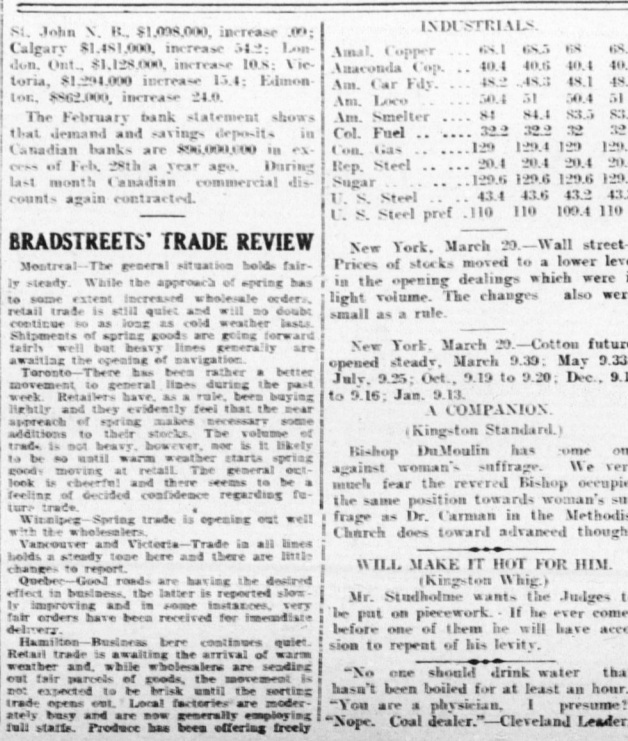 St. John N. B., $1,098,000, increase .09;
Calgary $1,481,000, increase 54.2; Lon-
don, Ont., $1,128,000, increase 10.8; Vic-
toria, $1,294,000 increase 15.4; Edmon-
ton, $862,000, increase 24.0.
The February bank statement shows
that demand and savings deposits in
Canadian banks are $96,000,000 in ex-
cess of Feb. 28th a year ago. During
last month Canadian commercial dis-
counts again contracted.
BRADSTREETS' TRADE REVIEW
Montreal—The general situation holds fair-
ly steady. While the approach of spring has
to some extent increased wholesale orders,
retail trade is still quiet and will no doubt
continue so as long as cold weather lasts.
Shipments of spring goods are going forward
fairly well but heavy lines generally are
awaiting the opening of navigation.
Toronto—There has been rather a better
movement to general lines during the past
week. Retailers have, as a rule, been buying
lightly and they evidently feel that the near
approach of spring makes necessary some
additions to their stocks. The volume of
trade is not heavy, however, nor is it likely
to be so until warm weather starts spring
goods moving at retail. The general out-
look is cheerful and there seems to be a
feeling of decided confidence regarding fu-
ture trade.
Winnipeg—Spring trade is opening out well
with the wholesalers.
Vancouver and Victoria—Trade in all lines
holds a steady tone here and there are little
changes to report.
Quebec—Good roads are having the desired
effect in business, the latter is reported slow-
ly improving and in some instances, very
fair orders have been received for immediate
delivery.
Hamilton—Business here continues quiet.
Retail trade is awaiting the arrival of warm
weather and, while wholesalers are sending
out fair parcels of goods, the movement is
not expected to be brisk until the sorting
trade opens out. Local factories are moder-
ately busy and are now generally employing
full staffs. Produce has been offering freely
INDUSTRIALS.
Amal. Copper ... 68.1 68.5 68 68.
Anaconda Cop. .. 40.4 40.6 40.4 40.
Am. Car Fdy. ... 48.2 .48.3 48.1 48.
Am. Loco .. .... 50.4 51 50.4 51
Am. Smelter .... 84 84.4 83.5 83.
Col. Fuel .. .... 32.2 32.2 32 32
Con. Gas .. ....129 129.4 129 129.
Rep. Steel .. ... 20.4 20.4 20.4 20.
Sugar .... .. ...129.6 129.6 129.6 129.
U. S. Steel .. .. 43.4 43.6 43.2 43.
U. S. Steel pref .110 110 109.4 110
New York, March 29.—Wall street—
Prices of stocks moved to a lower leve
in the opening dealings which were i
light volume. The changes also wer
small as a rule.
New York, March 29.—Cotton future
opened steady, March 9.39; May 9.33
July, 9.25; Oct., 9.19 to 9.20; Dec., 9.1
to 9.16; Jan. 9.13.
A COMPANION.
(Kingston Standard.)
Bishop DuMoulin has come ou
against woman's suffrage. We ver
much fear the revered Bishop occupie
the same position towards woman's su
frage as Dr. Carman in the Methodis
Church does toward advanced though
WILL MAKE IT HOT FOR HIM.
(Kingston Whig.)
Mr. Studholme wants the Judges t
be put on piecework. If he ever come
before one of them he will have acca
sion to repent of his levity.
"No one should drink water tha
hasn't been boiled for at least an hour.
"You are a physician, I presume?
"Nope. Coal dealer."—Cleveland Leader